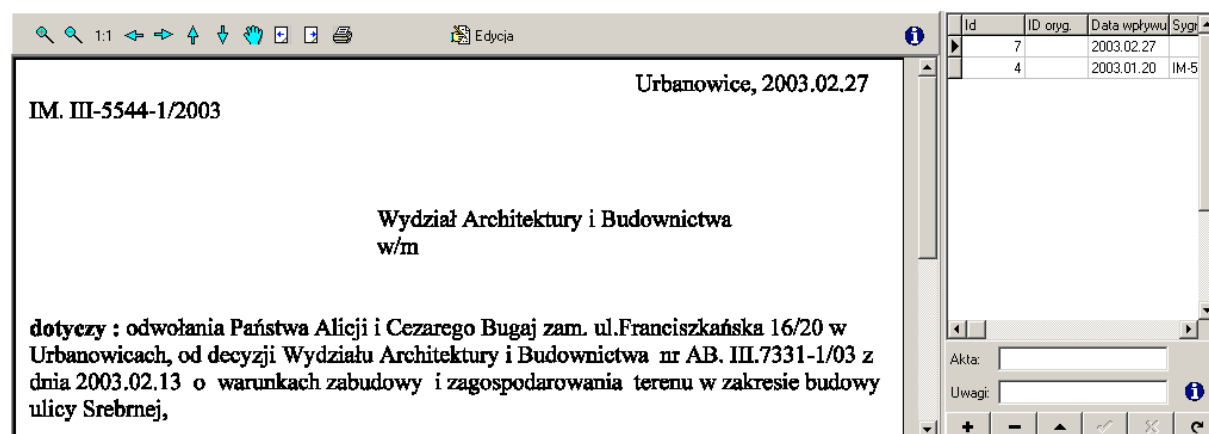 1:1 Edycja
Urbanowice, 2003.02.27
IM. III-5544-1/2003
Wydział Architektury i Budownictwa
w/m
dotyczy : odwołania Państwa Alicji i Cezarego Bugaj zam. ul.Franciszkańska 16/20 w
Urbanowicach, od decyzji Wydziału Architektury i Budownictwa nr AB. III.7331-1/03 z
dnia 2003.02.13 o warunkach zabudowy i zagospodarowania terenu w zakresie budowy
ulicy Srebrnej,
Id ID oryg. Data wpływu Sygr
7 2003.02.27
4 2003.01.20 IM-5
Akta:
Uwagi: